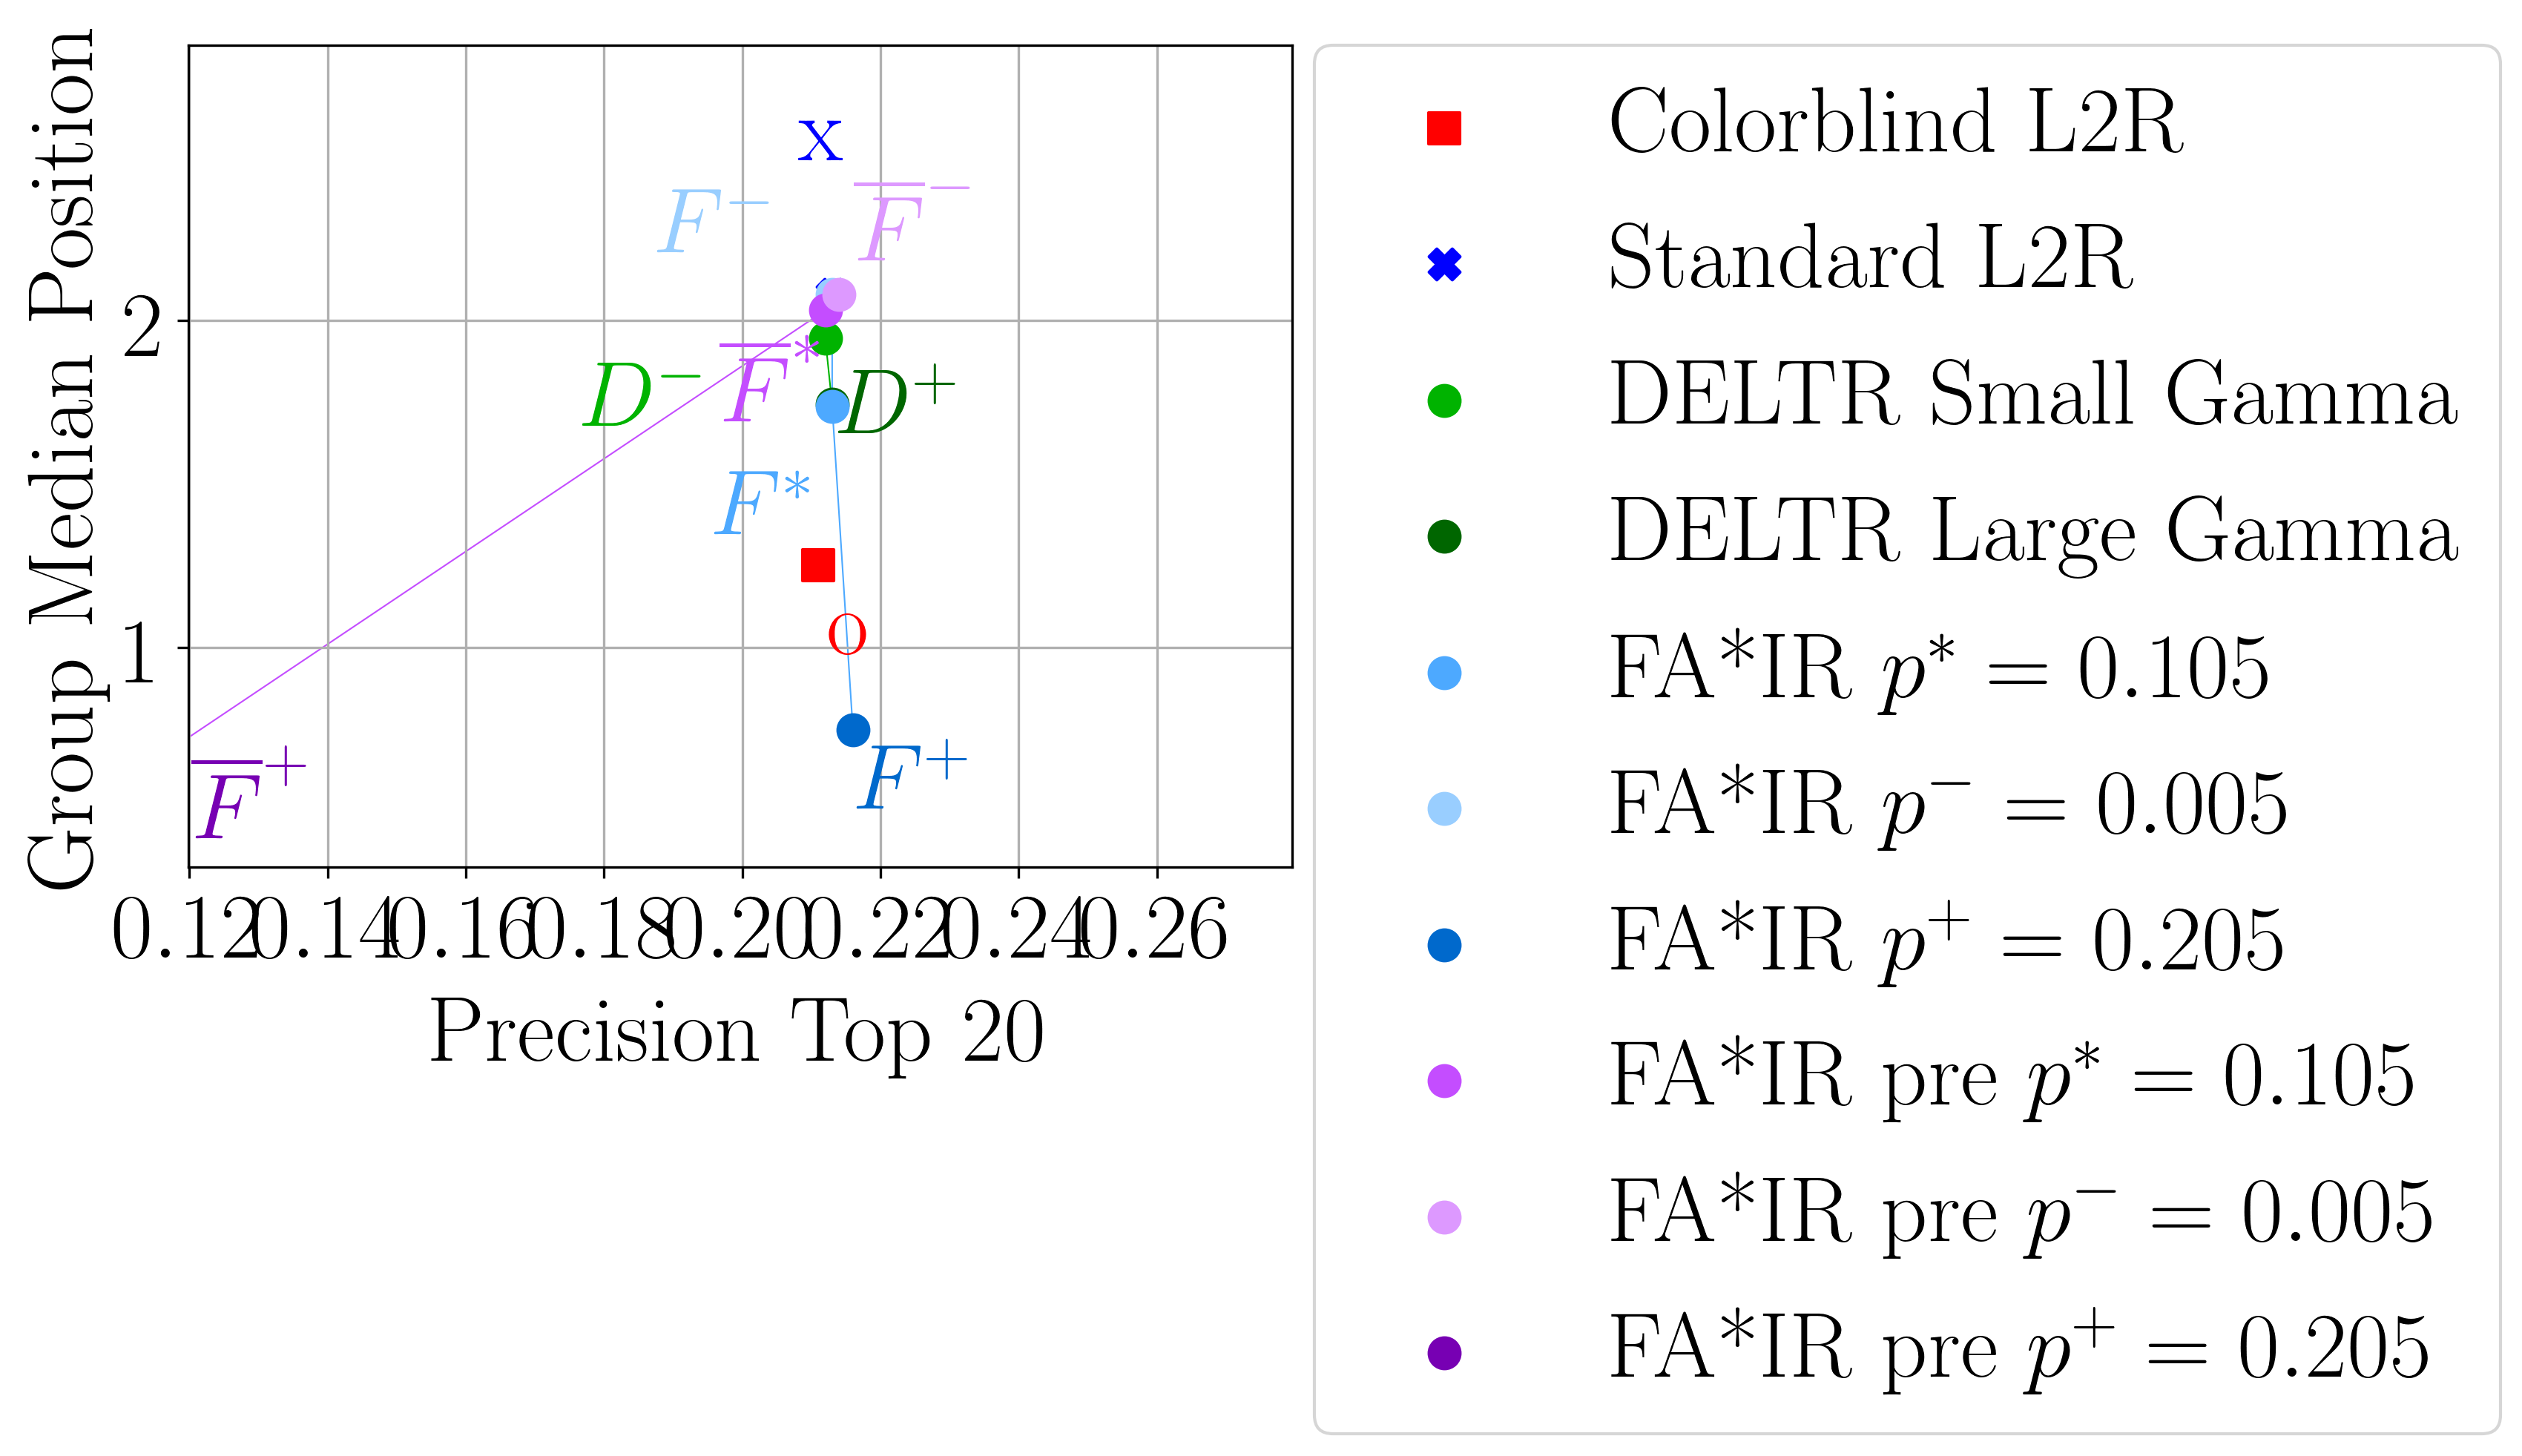 Group Median Position
2
1
x
F⁻
F̅⁻
D⁻
F̅*
D⁺
F*
o
F̅⁺
F⁺
0.12 0.14 0.16 0.18 0.20 0.22 0.24 0.26
Precision Top 20
Colorblind L2R
Standard L2R
DELTR Small Gamma
DELTR Large Gamma
FA*IR p* = 0.105
FA*IR p⁻ = 0.005
FA*IR p⁺ = 0.205
FA*IR pre p* = 0.105
FA*IR pre p⁻ = 0.005
FA*IR pre p⁺ = 0.205